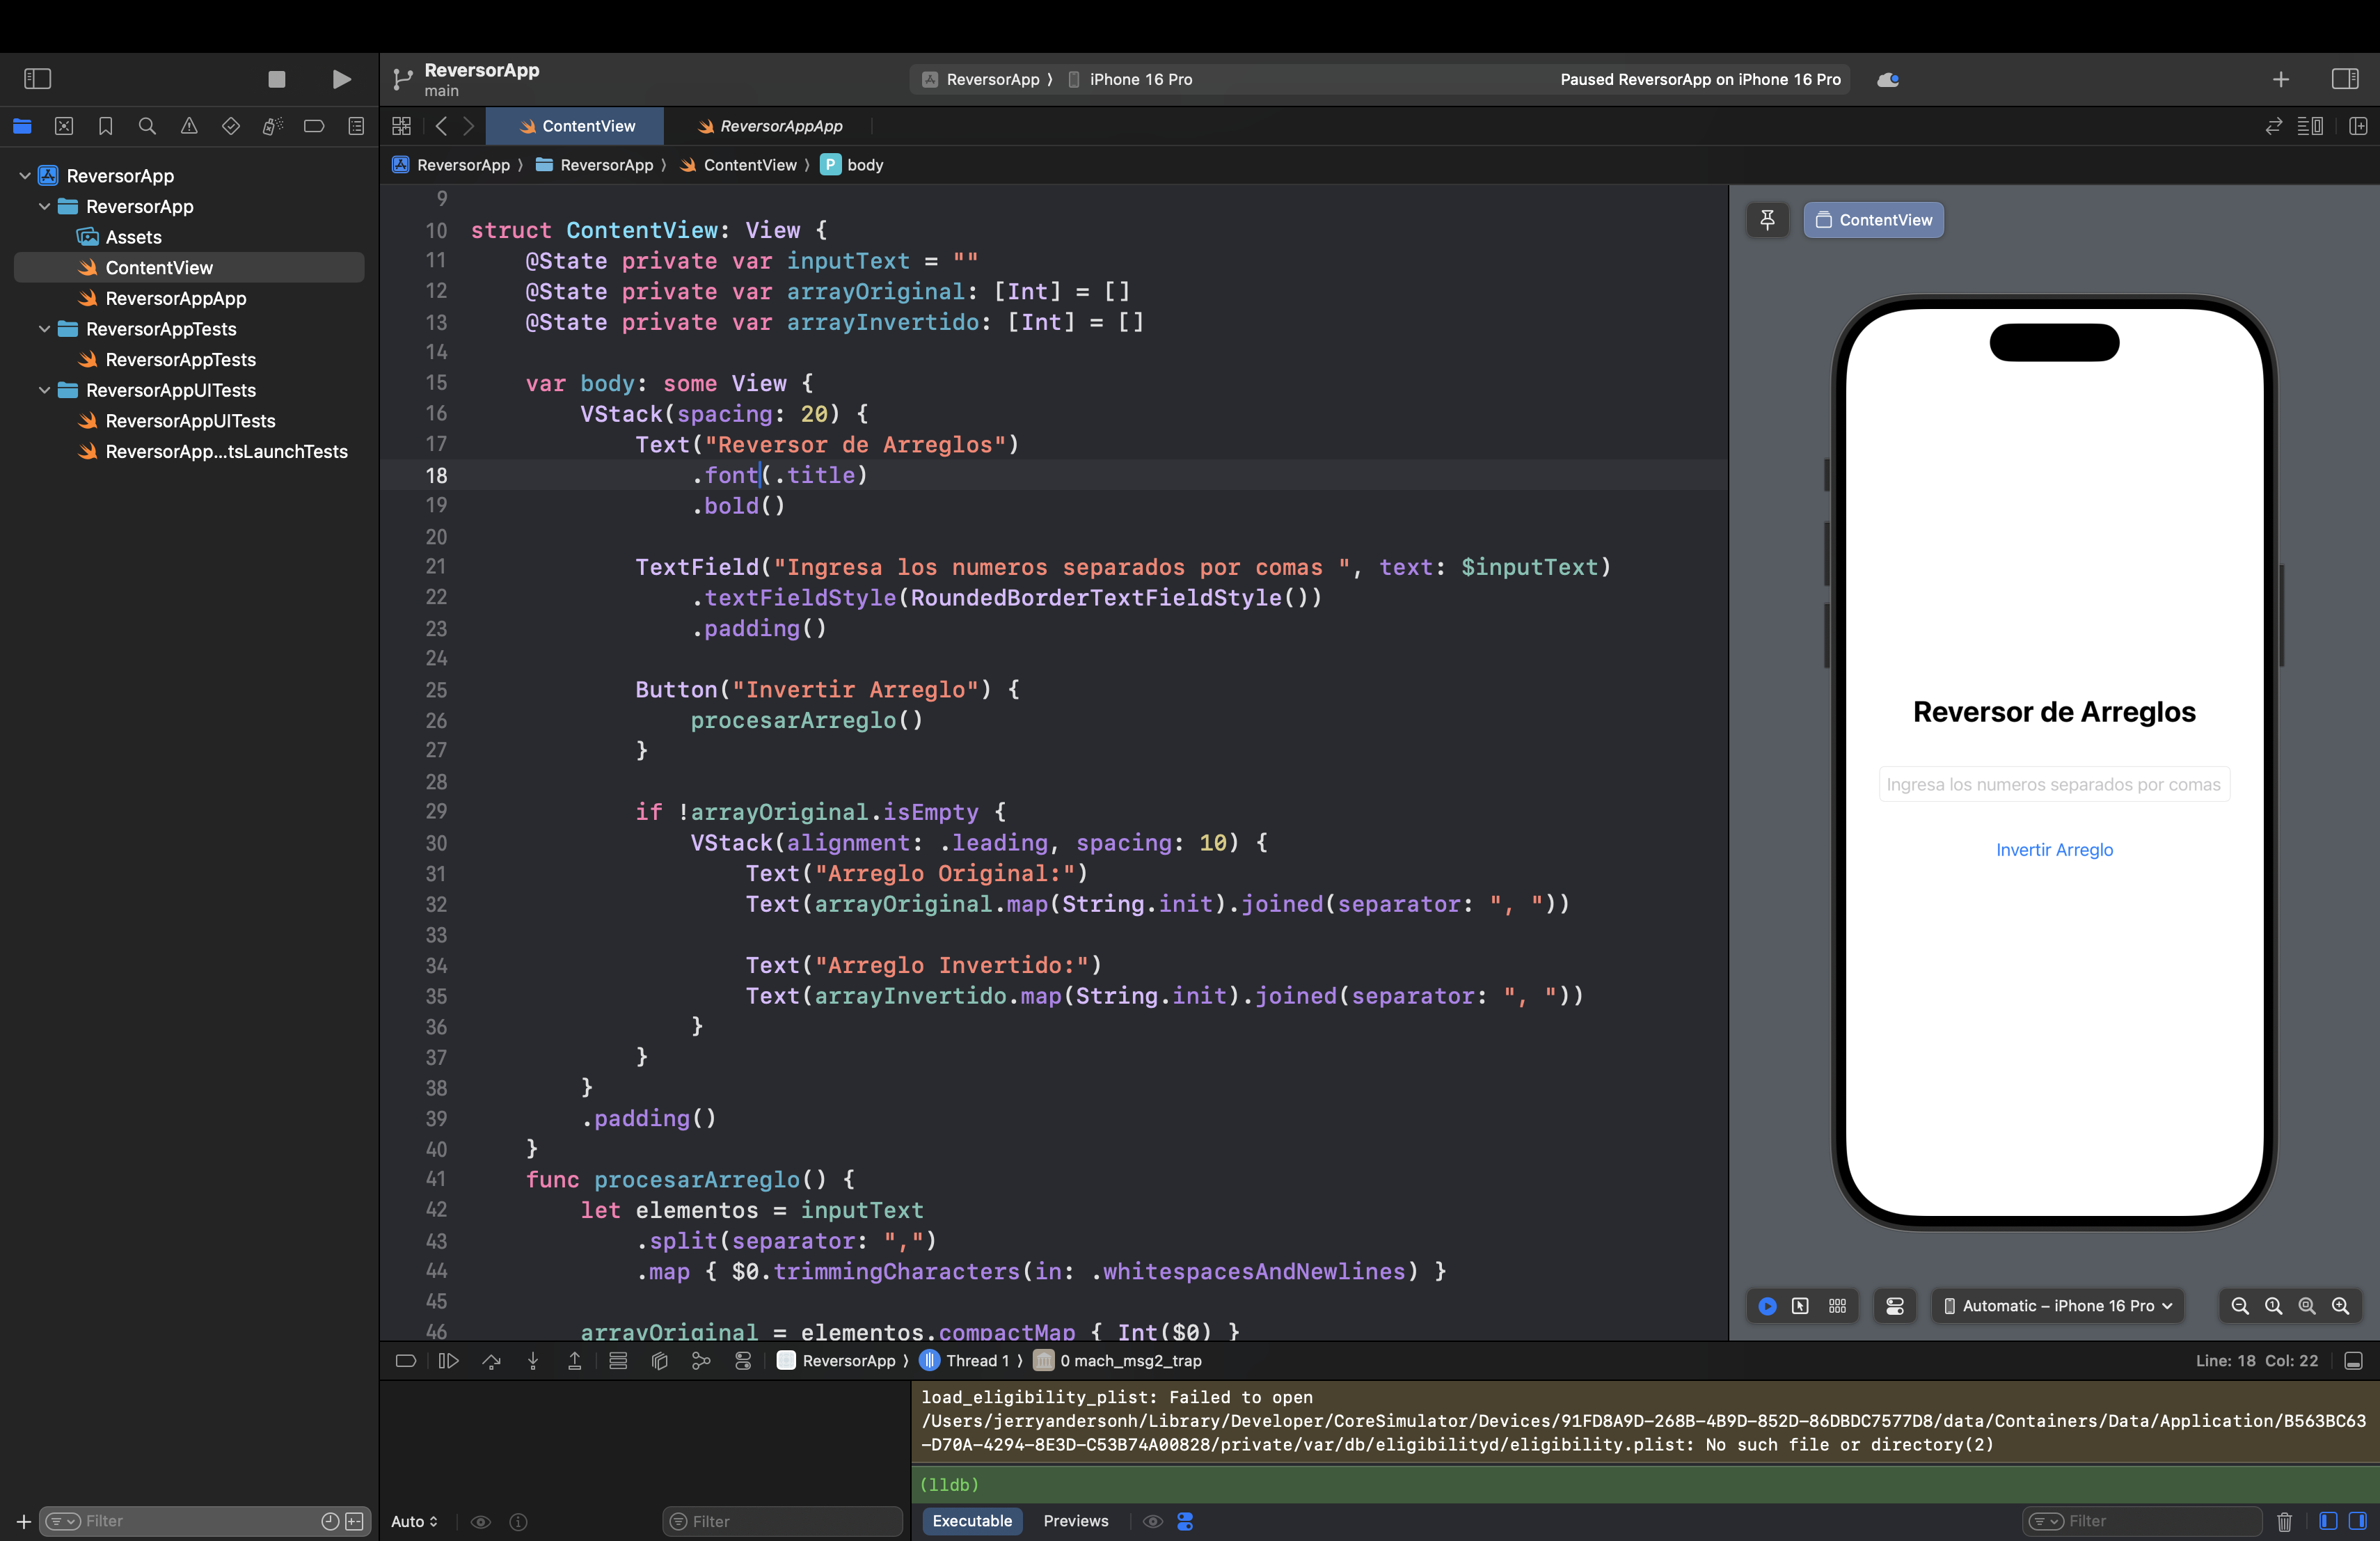 ReversorApp
main
ReversorApp
iPhone 16 Pro
Paused ReversorApp on iPhone 16 Pro
ContentView
ReversorAppApp
ReversorApp
ReversorApp
ContentView
P body
ReversorApp
ReversorApp
Assets
ContentView
ReversorAppApp
ReversorAppTests
ReversorAppTests
ReversorAppUITests
ReversorAppUITests
ReversorApp...tsLaunchTests
Filter
9
10 struct ContentView: View {
11 @State private var inputText = ""
12 @State private var arrayOriginal: [Int] = []
13 @State private var arrayInvertido: [Int] = []
14
15 var body: some View {
16 VStack(spacing: 20) {
17 Text("Reversor de Arreglos")
18 .font(.title)
19 .bold()
20
21 TextField("Ingresa los numeros separados por comas ", text: $inputText)
22 .textFieldStyle(RoundedBorderTextFieldStyle())
23 .padding()
24
25 Button("Invertir Arreglo") {
26 procesarArreglo()
27 }
28
29 if !arrayOriginal.isEmpty {
30 VStack(alignment: .leading, spacing: 10) {
31 Text("Arreglo Original:")
32 Text(arrayOriginal.map(String.init).joined(separator: ", "))
33
34 Text("Arreglo Invertido:")
35 Text(arrayInvertido.map(String.init).joined(separator: ", "))
36 }
37 }
38 }
39 .padding()
40 }
41 func procesarArreglo() {
42 let elementos = inputText
43 .split(separator: ",")
44 .map { $0.trimmingCharacters(in: .whitespacesAndNewlines) }
45
46 arrayOriginal = elementos.compactMap { Int($0) }
ContentView
Reversor de Arreglos
Ingresa los numeros separados por comas
Invertir Arreglo
Automatic – iPhone 16 Pro
ReversorApp
Thread 1
0 mach_msg2_trap
Line: 18 Col: 22
load_eligibility_plist: Failed to open
/Users/jerryandersonh/Library/Developer/CoreSimulator/Devices/91FD8A9D-268B-4B9D-852D-86DBDC7577D8/data/Containers/Data/Application/B563BC63
-D70A-4294-8E3D-C53B74A00828/private/var/db/eligibilityd/eligibility.plist: No such file or directory(2)
(lldb)
Auto
Filter
Executable
Previews
Filter